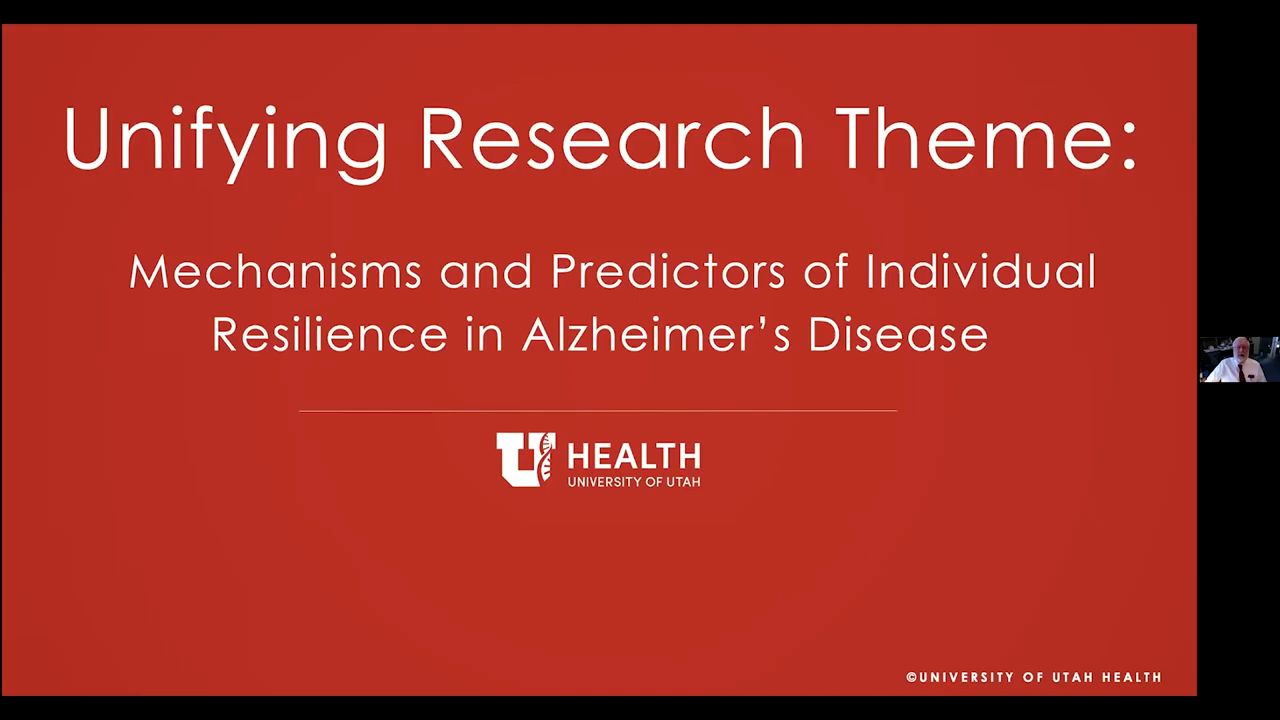 Unifying Research Theme:
Mechanisms and Predictors of Individual
Resilience in Alzheimer’s Disease
HEALTH
UNIVERSITY OF UTAH
©UNIVERSITY OF UTAH HEALTH